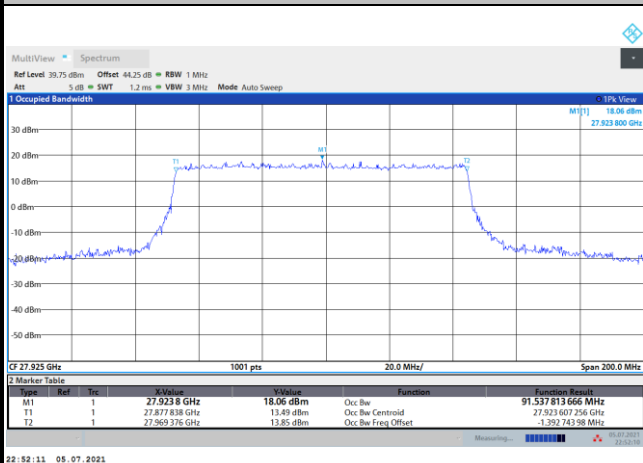 MultiView Spectrum
Ref Level 39.75 dBm Offset 44.25 dB RBW 1 MHz
Att 5 dB SWT 1.2 ms VBW 3 MHz Mode Auto Sweep
1 Occupied Bandwidth 1Pk View
M1[1] 18.06 dBm
27.923 800 GHz
30 dBm
20 dBm
T1 M1 T2
10 dBm
0 dBm
-10 dBm
-20 dBm
-30 dBm
-40 dBm
-50 dBm
CF 27.925 GHz 1001 pts 20.0 MHz/ Span 200.0 MHz
2 Marker Table
Type Ref Trc X-Value Y-Value Function Function Result
M1 1 27.923 8 GHz 18.06 dBm Occ Bw 91.537 813 666 MHz
T1 1 27.877 838 GHz 13.49 dBm Occ Bw Centroid 27.923 607 256 GHz
T2 1 27.969 376 GHz 13.85 dBm Occ Bw Freq Offset -1.392 743 98 MHz
Measuring... 05.07.2021
22:52:10
22:52:11 05.07.2021